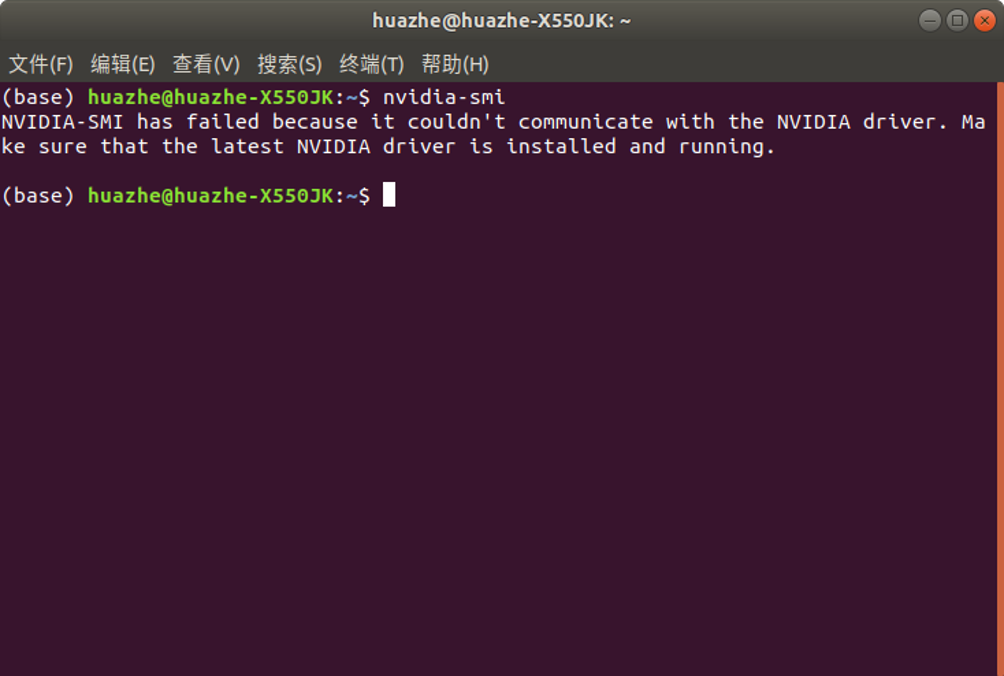 huazhe@huazhe-X550JK: ~
文件(F) 编辑(E) 查看(V) 搜索(S) 终端(T) 帮助(H)
(base) huazhe@huazhe-X550JK:~$ nvidia-smi
NVIDIA-SMI has failed because it couldn't communicate with the NVIDIA driver. Ma
ke sure that the latest NVIDIA driver is installed and running.
(base) huazhe@huazhe-X550JK:~$